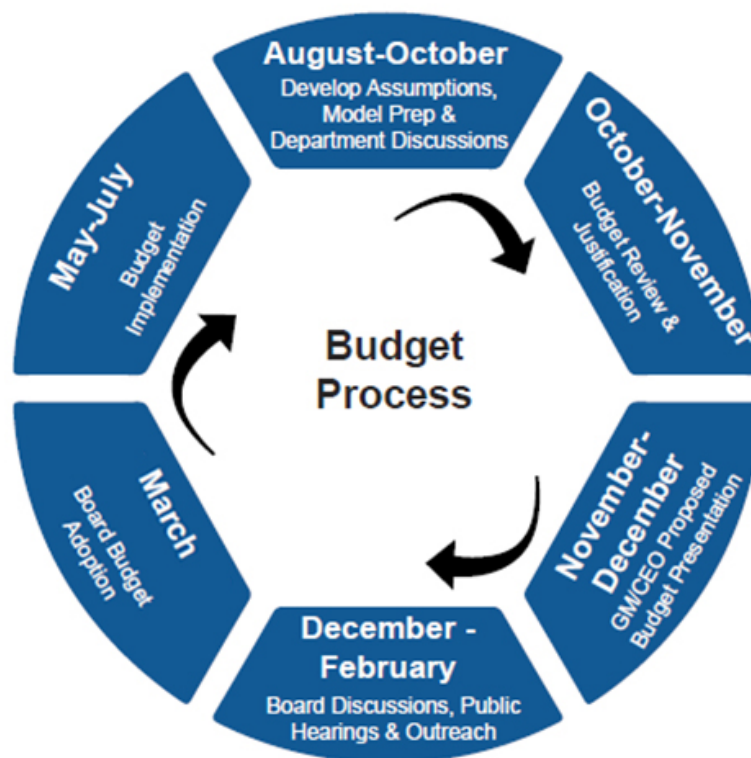 August-October
Develop Assumptions,
Model Prep &
Department Discussions
October-November
Budget Review &
Justification
November-
December
GM/CEO Proposed
Budget Presentation
December -
February
Board Discussions, Public
Hearings & Outreach
March
Board Budget
Adoption
May-July
Budget
Implementation
Budget
Process